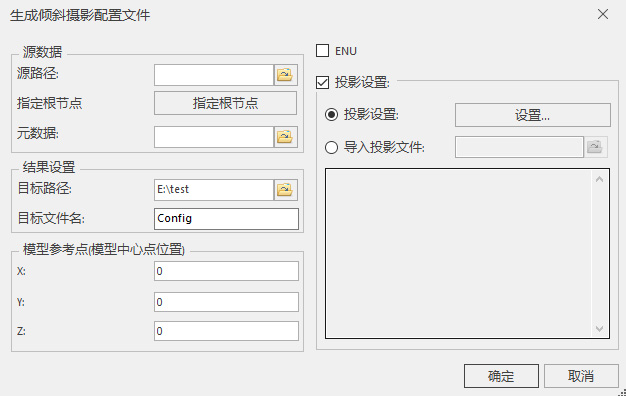 生成倾斜摄影配置文件
源数据
源路径:
指定根节点 指定根节点
元数据:
结果设置
目标路径: E:\test
目标文件名: Config
模型参考点(模型中心点位置)
X: 0
Y: 0
Z: 0
ENU
投影设置:
投影设置: 设置...
导入投影文件:
确定 取消